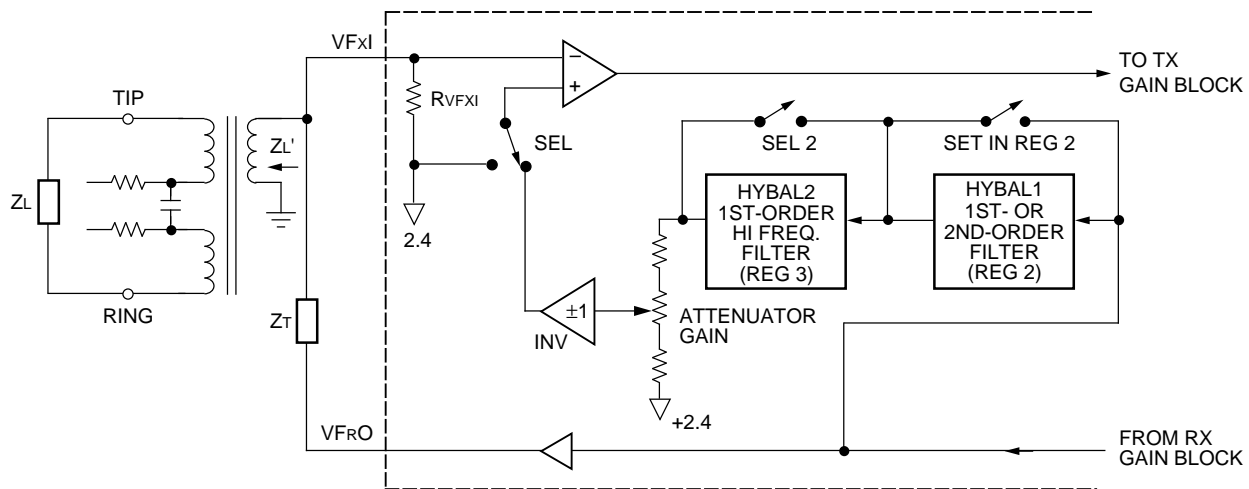 VFXI
TO TX
GAIN BLOCK
TIP
RVFXI
−
+
SEL
SEL 2
SET IN REG 2
ZL'
ZL
HYBAL2
1ST-ORDER
HI FREQ.
FILTER
(REG 3)
HYBAL1
1ST- OR
2ND-ORDER
FILTER
(REG 2)
2.4
RING
ZT
±1
INV
ATTENUATOR
GAIN
+2.4
VFRO
FROM RX
GAIN BLOCK